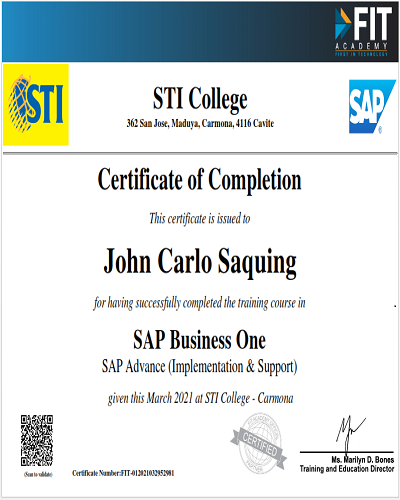 FIT
ACADEMY
FIRST IN TECHNOLOGY
STI
SAP
STI College
362 San Jose, Maduya, Carmona, 4116 Cavite
Certificate of Completion
This certificate is issued to
John Carlo Saquing
for having successfully completed the training course in
SAP Business One
SAP Advance (Implementation & Support)
given this March 2021 at STI College - Carmona
CERTIFIED
(Scan to validate)
Certificate Number:FIT-012021032952981
Ms. Marilyn D. Bones
Training and Education Director